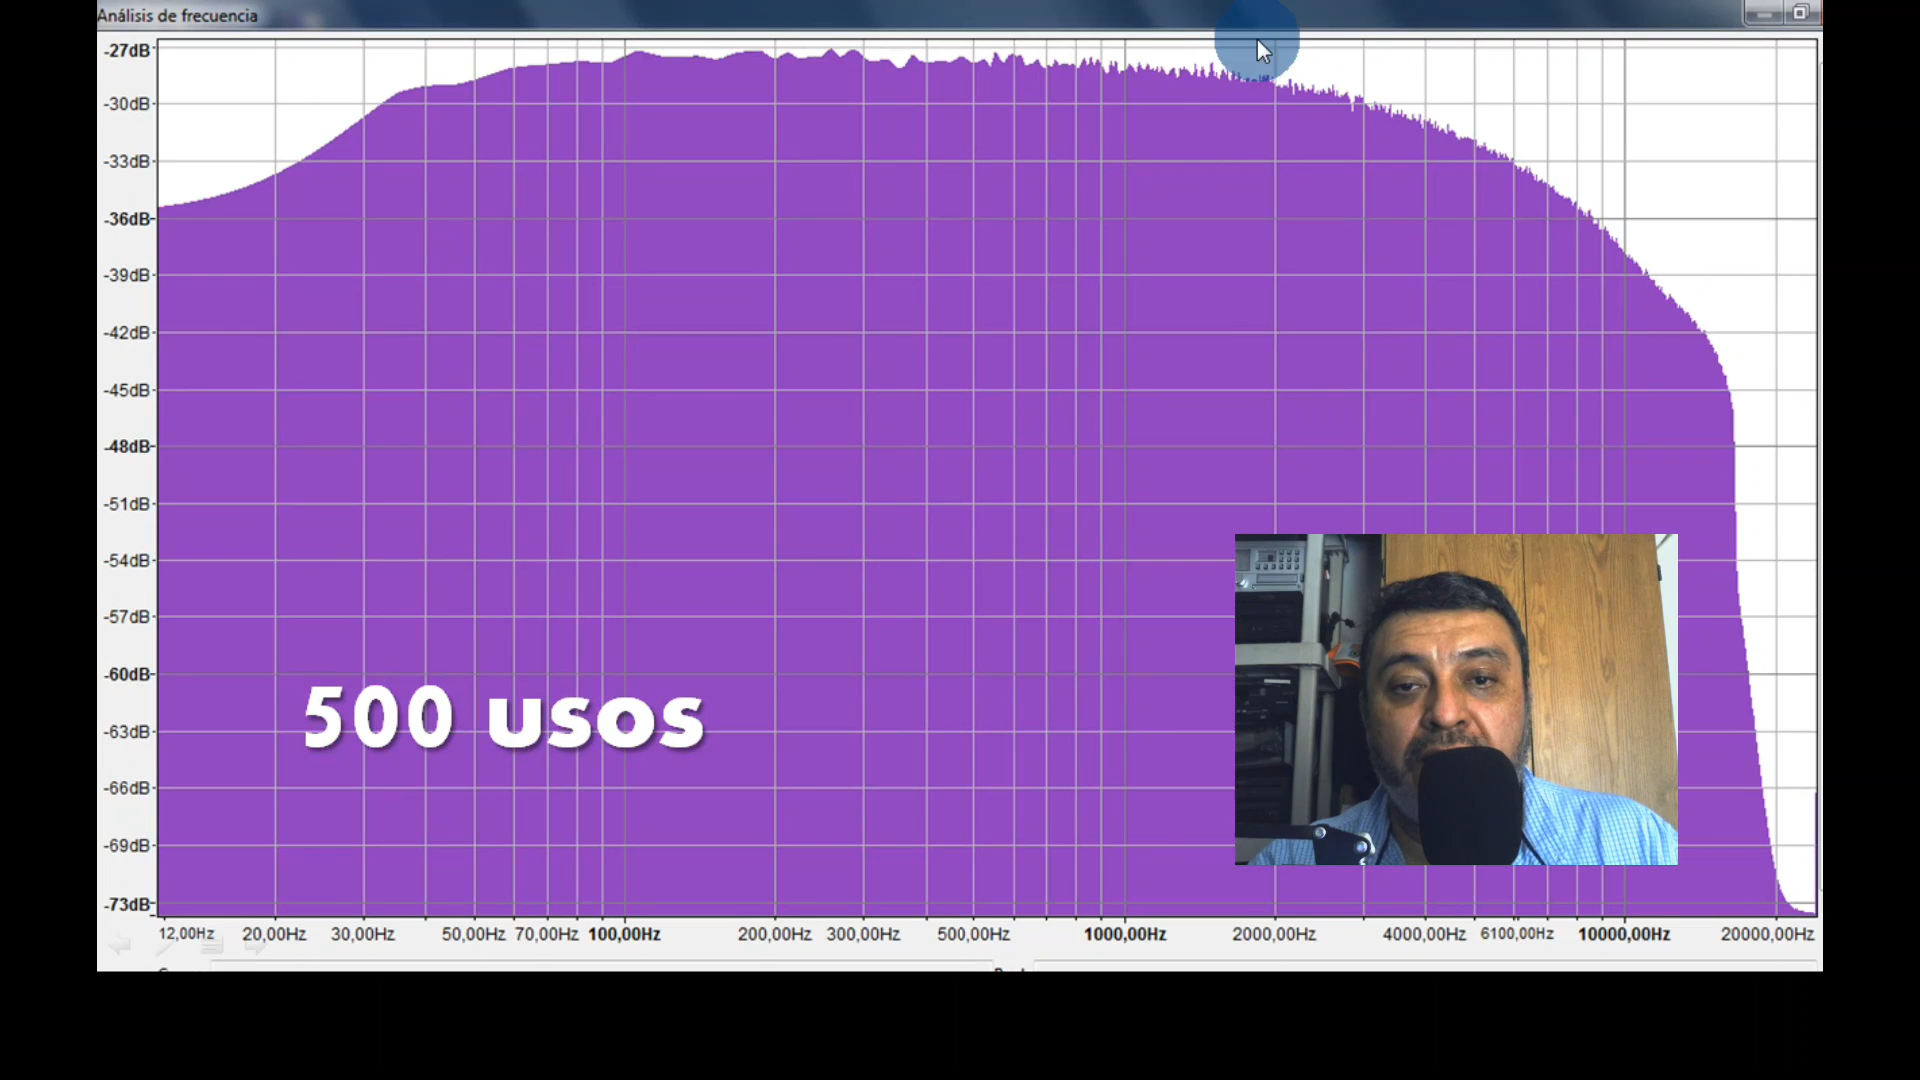 Análisis de frecuencia
-27dB
-30dB
-33dB
-36dB
-39dB
-42dB
-45dB
-48dB
-51dB
-54dB
-57dB
-60dB
-63dB
-66dB
-69dB
-73dB
500 usos
12,00Hz 20,00Hz 30,00Hz 50,00Hz 70,00Hz 100,00Hz 200,00Hz 300,00Hz 500,00Hz 1000,00Hz 2000,00Hz 4000,00Hz 6100,00Hz 10000,00Hz 20000,00Hz